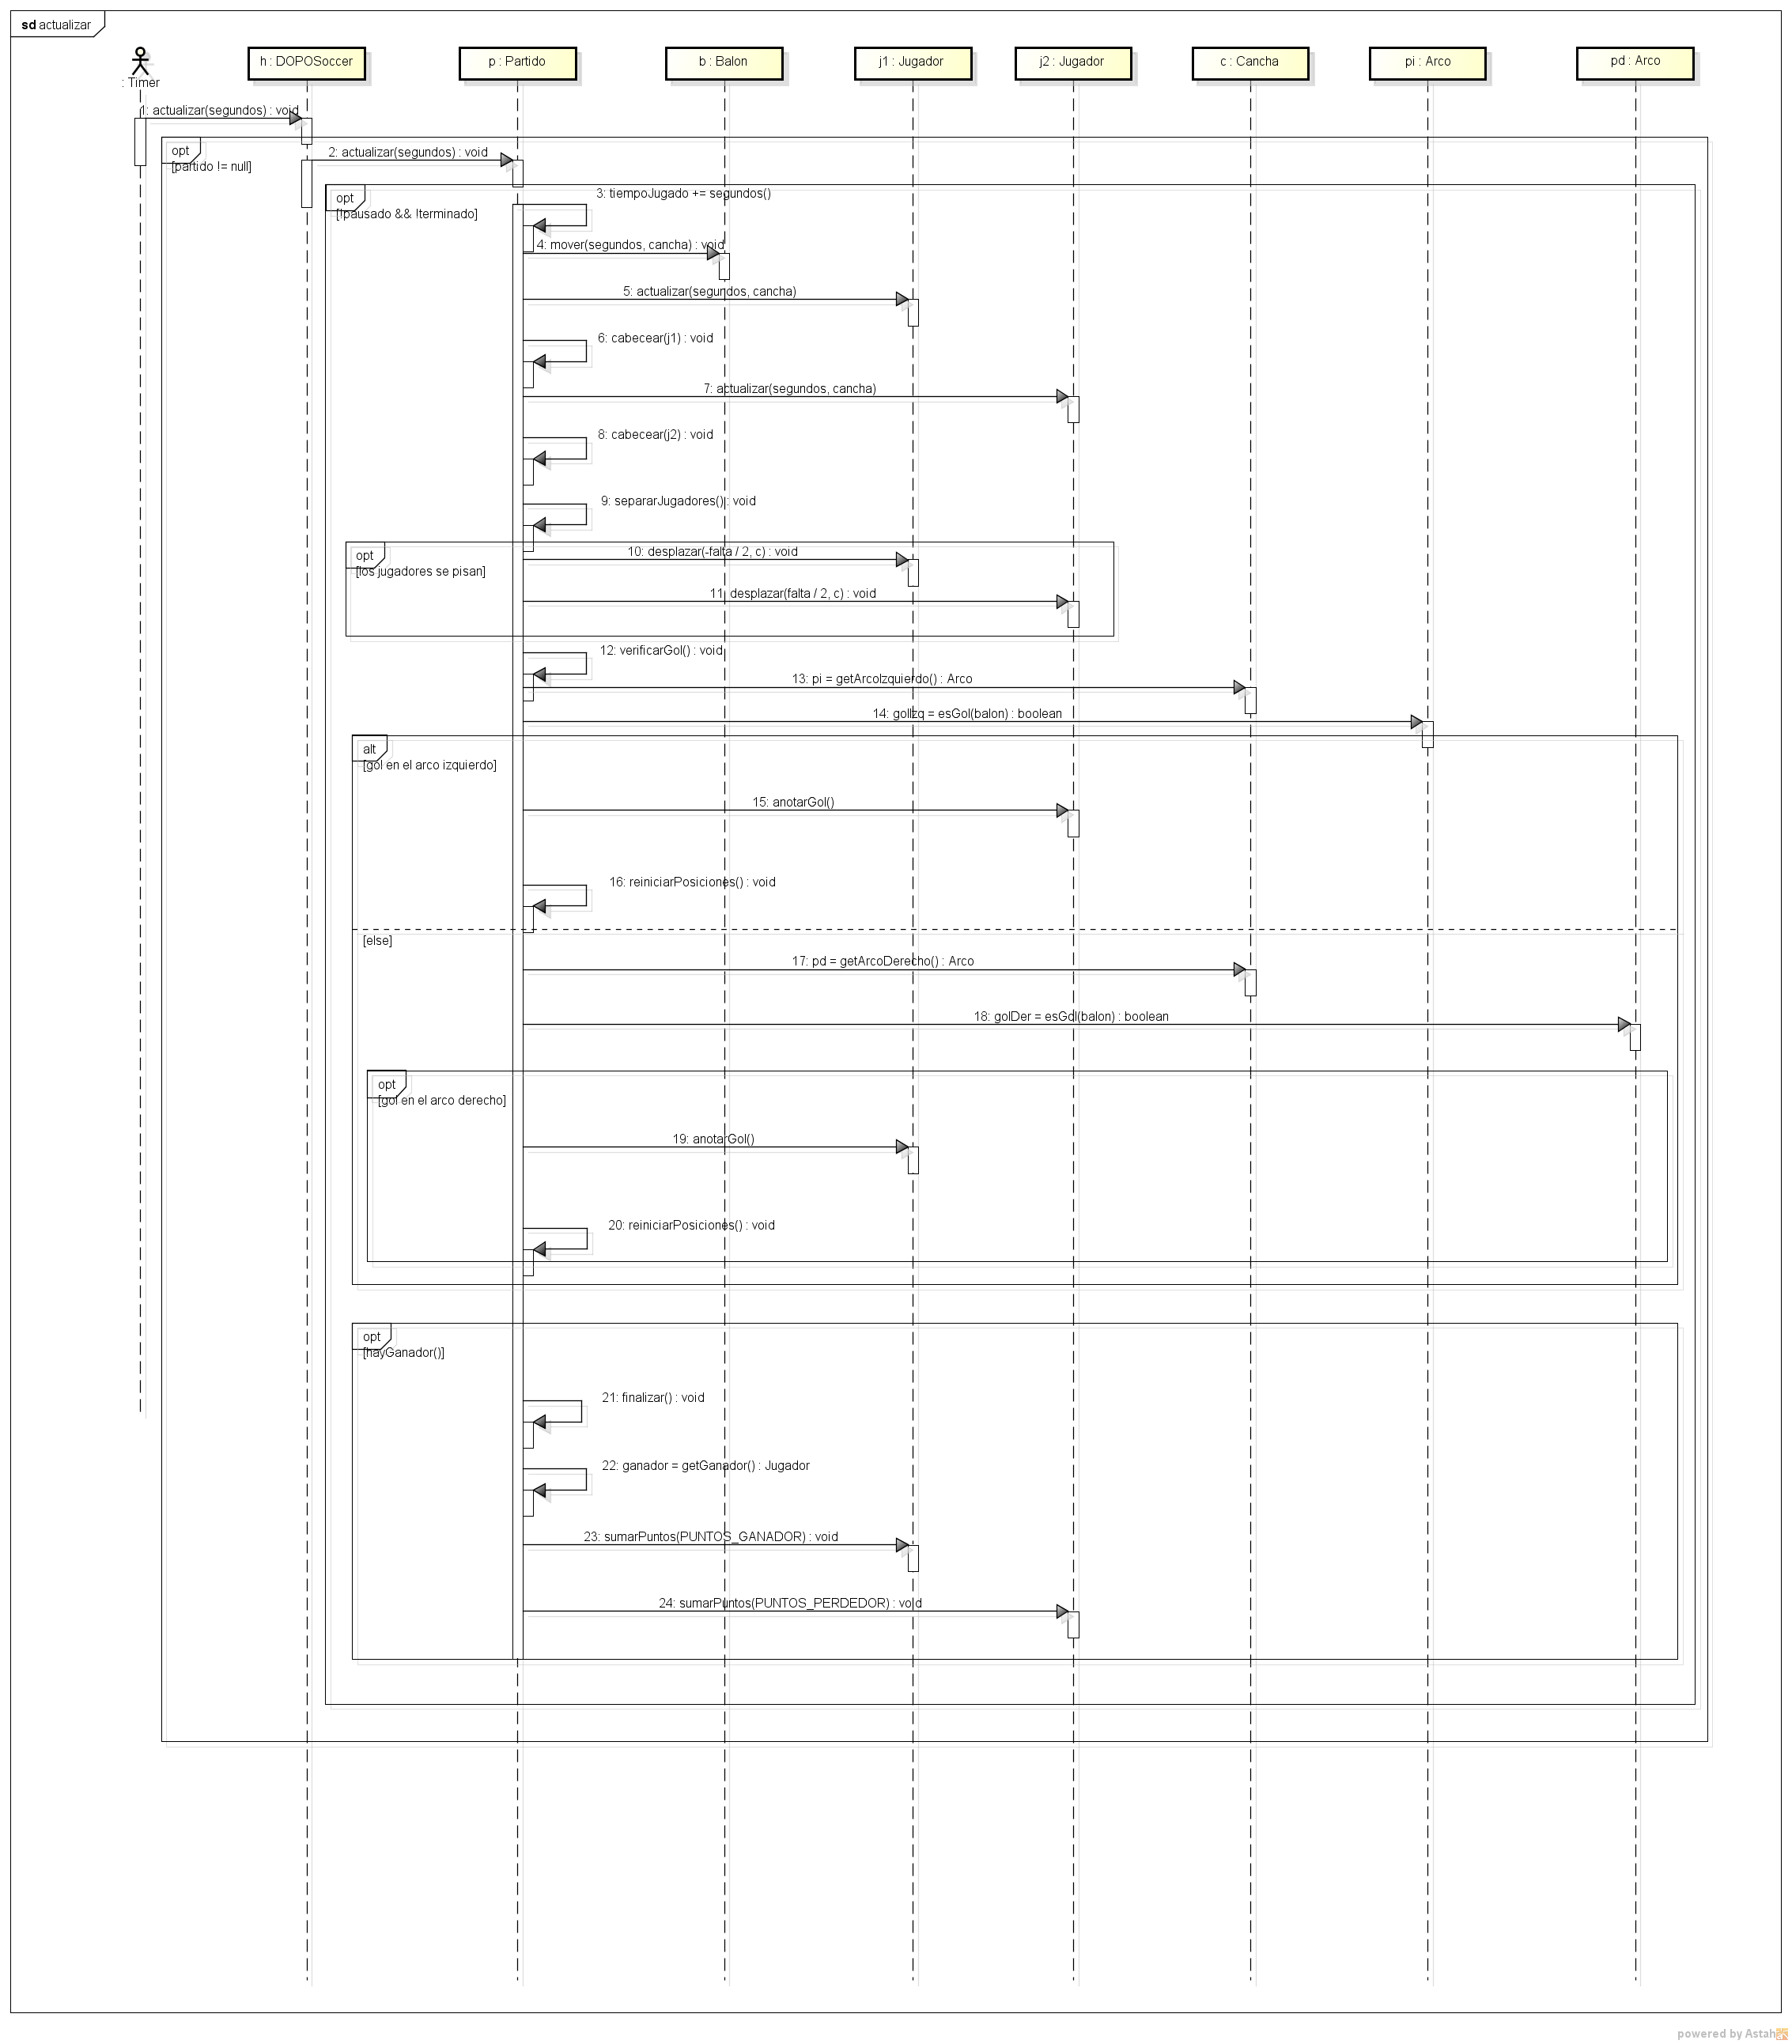 sd actualizar
: Timer
h : DOPOSoccer
p : Partido
b : Balon
j1 : Jugador
j2 : Jugador
c : Cancha
pi : Arco
pd : Arco
1: actualizar(segundos) : void
opt
[partido != null]
2: actualizar(segundos) : void
opt
[!pausado && !terminado]
3: tiempoJugado += segundos()
4: mover(segundos, cancha) : void
5: actualizar(segundos, cancha)
6: cabecear(j1) : void
7: actualizar(segundos, cancha)
8: cabecear(j2) : void
9: separarJugadores() : void
opt
[los jugadores se pisan]
10: desplazar(-falta / 2, c) : void
11: desplazar(falta / 2, c) : void
12: verificarGol() : void
13: pi = getArcoIzquierdo() : Arco
14: golIzq = esGol(balon) : boolean
alt
[gol en el arco izquierdo]
15: anotarGol()
16: reiniciarPosiciones() : void
[else]
17: pd = getArcoDerecho() : Arco
18: golDer = esGol(balon) : boolean
opt
[gol en el arco derecho]
19: anotarGol()
20: reiniciarPosiciones() : void
opt
[hayGanador()]
21: finalizar() : void
22: ganador = getGanador() : Jugador
23: sumarPuntos(PUNTOS_GANADOR) : void
24: sumarPuntos(PUNTOS_PERDEDOR) : void
powered by Astah